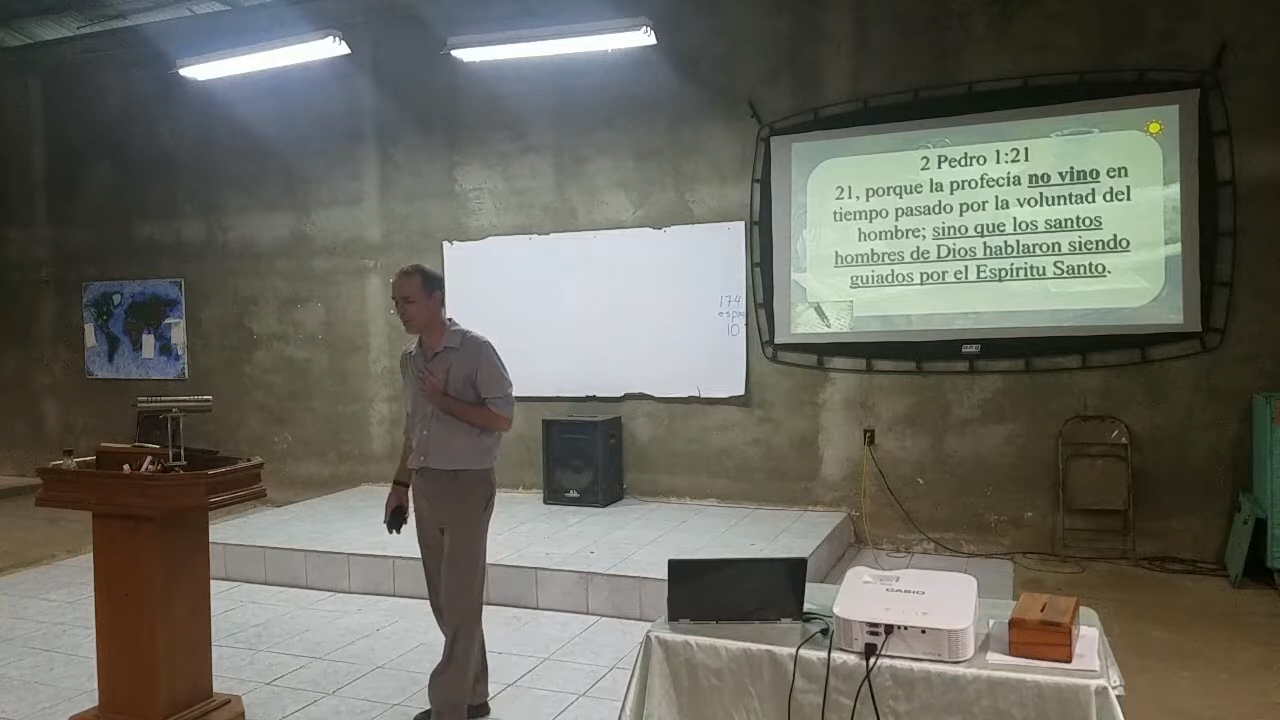 2 Pedro 1:21
21, porque la profecía no vino en
tiempo pasado por la voluntad del
hombre; sino que los santos
hombres de Dios hablaron siendo
guiados por el Espíritu Santo.
174
espi
10
CASIO